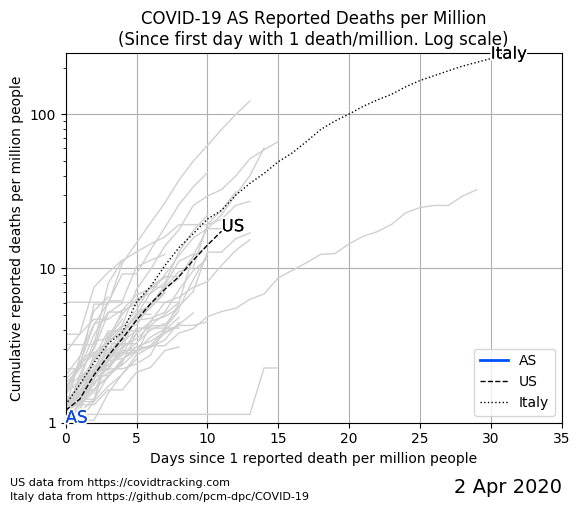 COVID-19 AS Reported Deaths per Million
(Since first day with 1 death/million. Log scale)
Italy
100
US
10
AS
1
Cumulative reported deaths per million people
AS
US
Italy
0 5 10 15 20 25 30 35
Days since 1 reported death per million people
US data from https://covidtracking.com
Italy data from https://github.com/pcm-dpc/COVID-19
2 Apr 2020